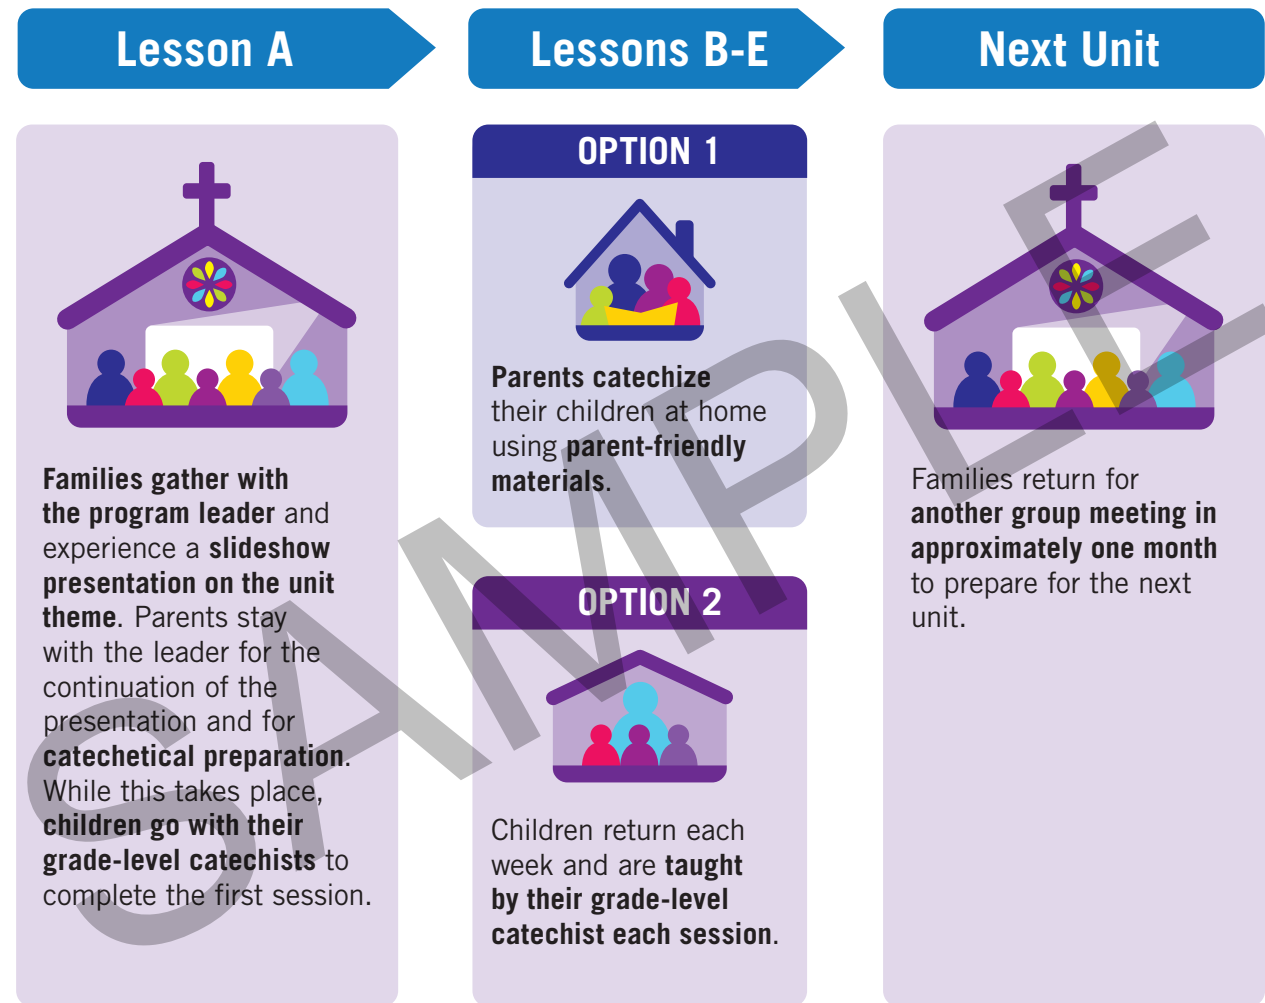 Lesson A
Families gather with
the program leader and
experience a slideshow
presentation on the unit
theme. Parents stay
with the leader for the
continuation of the
presentation and for
catechetical preparation.
While this takes place,
children go with their
grade-level catechists to
complete the first session.
Lessons B-E
OPTION 1
Parents catechize
their children at home
using parent-friendly
materials.
OPTION 2
Children return each
week and are taught
by their grade-level
catechist each session.
Next Unit
Families return for
another group meeting in
approximately one month
to prepare for the next
unit.
SAMPLE